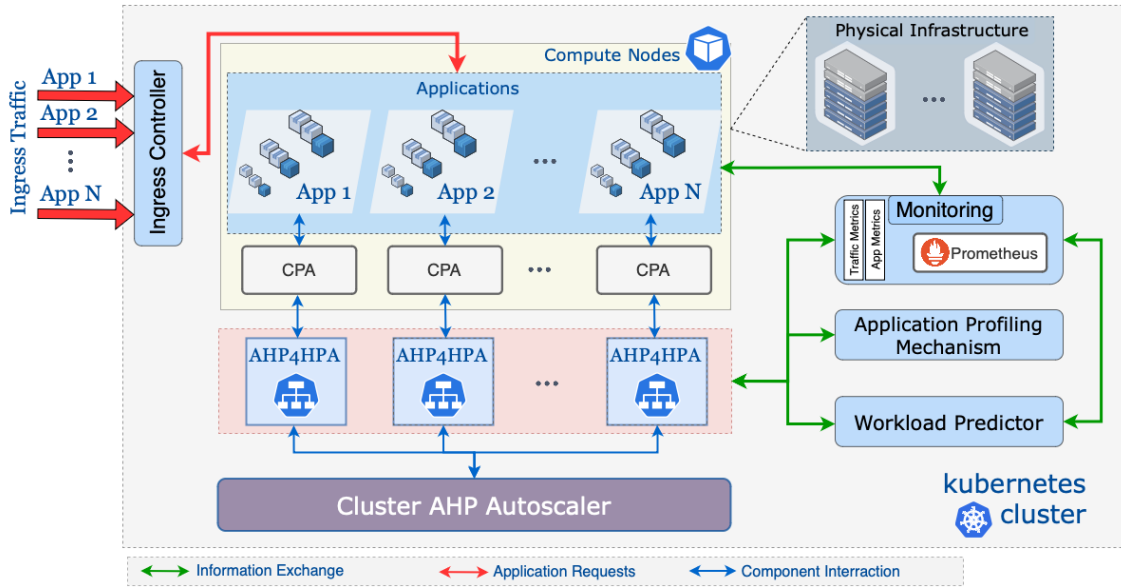 Ingress Traffic
App 1
App 2
App N
Ingress Controller
Compute Nodes
Applications
App 1
App 2
App N
CPA
CPA
CPA
AHP4HPA
AHP4HPA
AHP4HPA
Cluster AHP Autoscaler
Physical Infrastructure
Monitoring
Traffic Metrics
App Metrics
Prometheus
Application Profiling
Mechanism
Workload Predictor
kubernetes
cluster
Information Exchange
Application Requests
Component Interraction